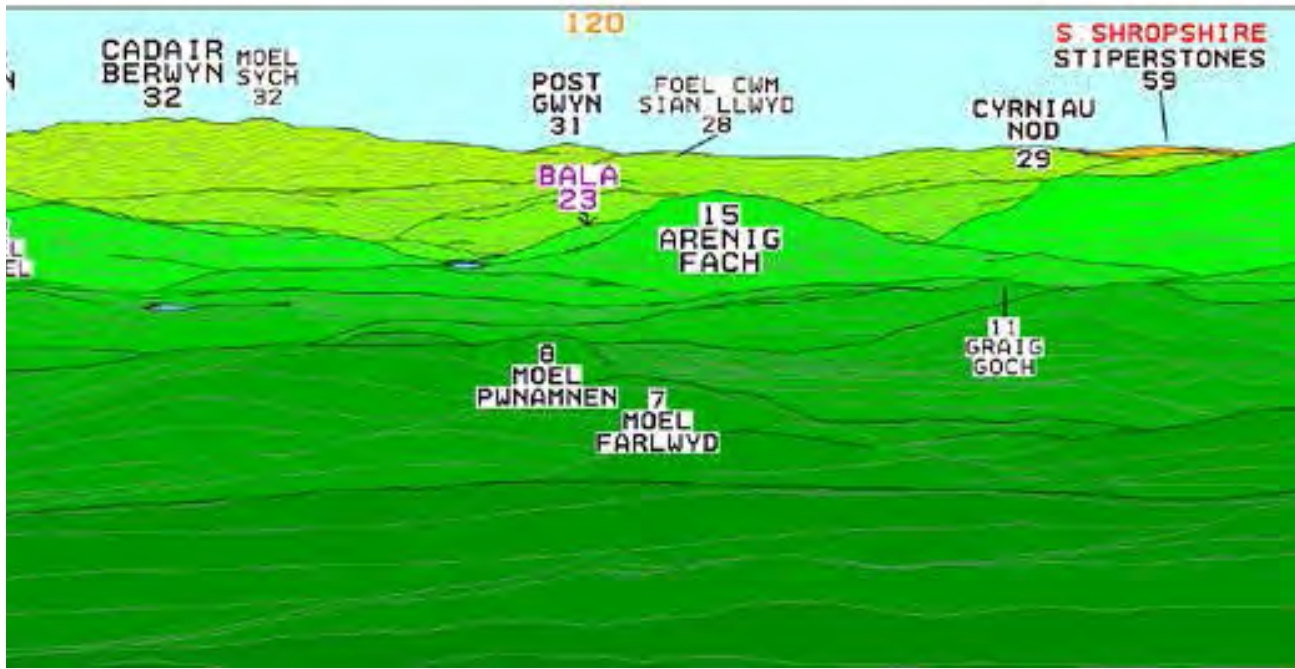 120
CADAIR
BERWYN
32
MOEL
SYCH
32
POST
GWYN
31
FOEL CWM
SIAN LLWYD
28
CYRNIAU
NOD
29
S SHROPSHIRE
STIPERSTONES
59
BALA
23
15
ARENIG
FACH
11
GRAIG
GOCH
8
MOEL
PWNAMNEN
7
MOEL
FARLWYD